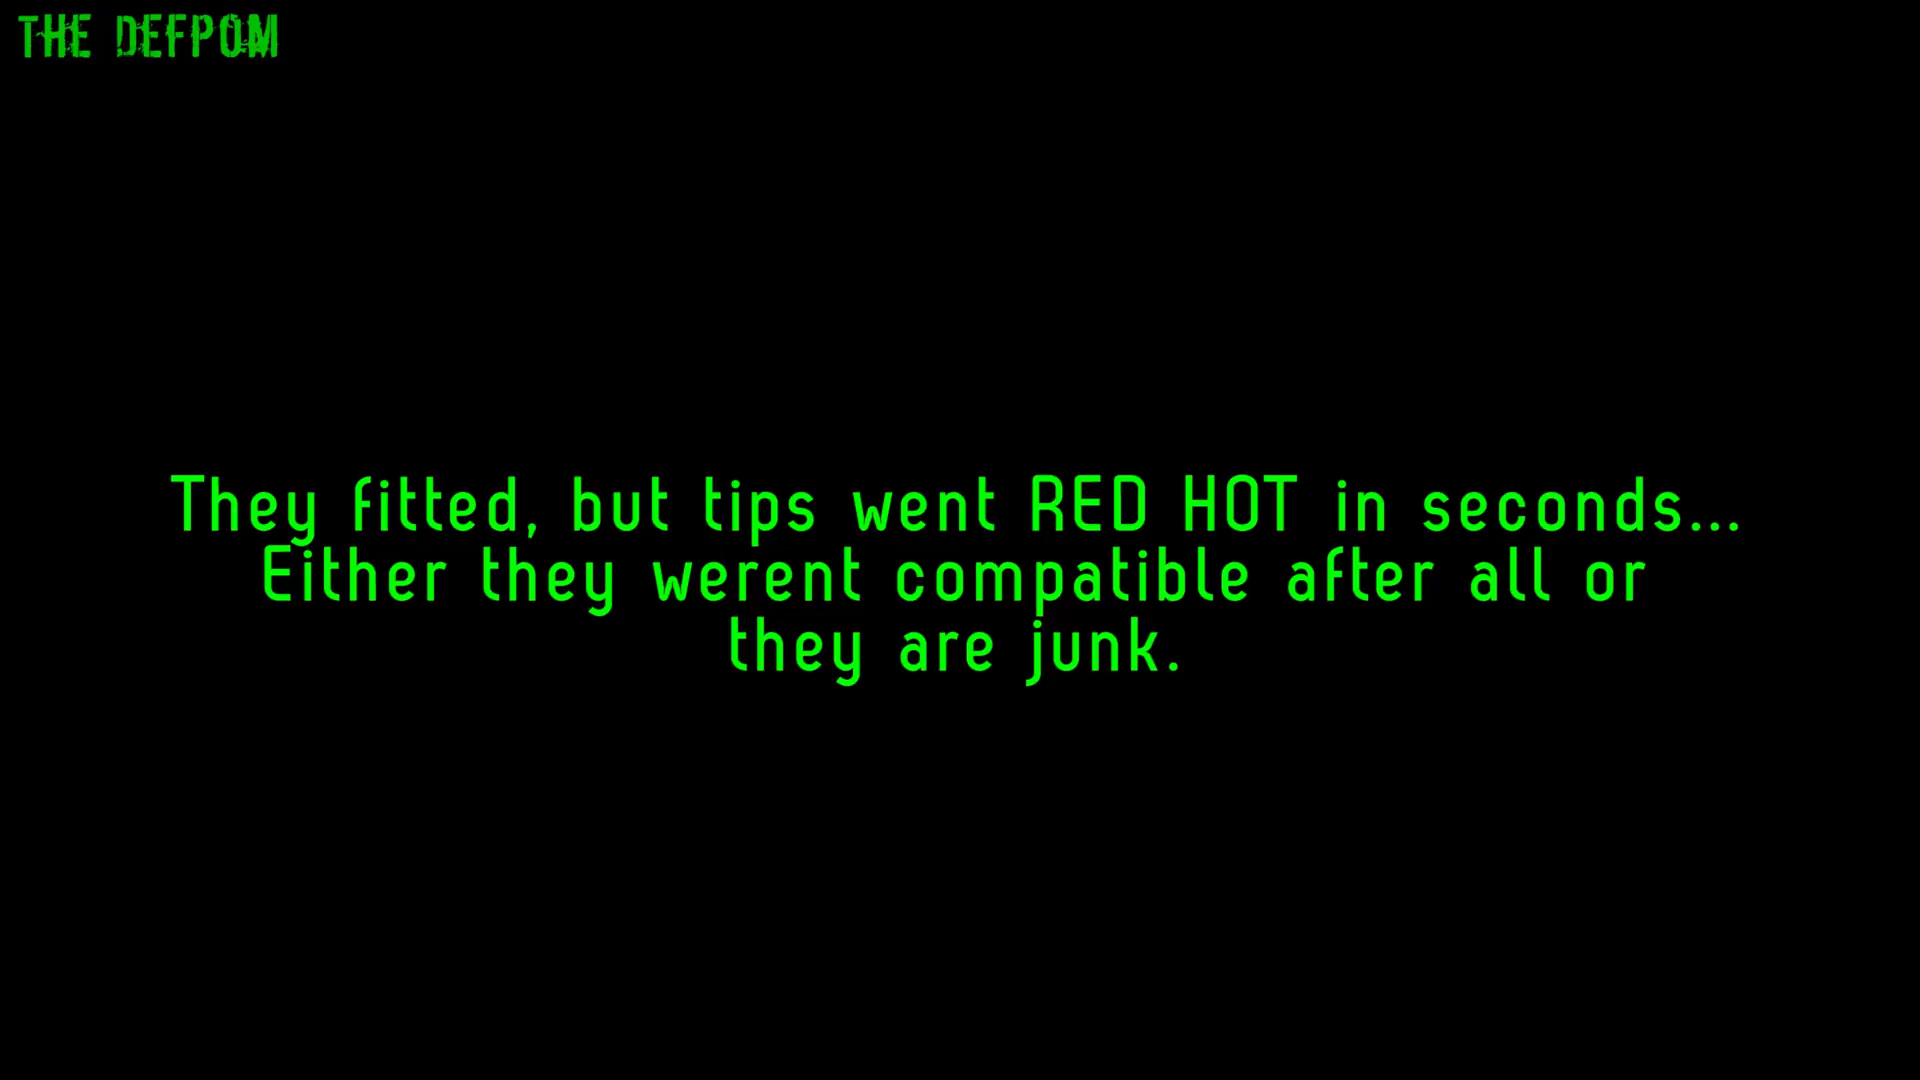 THE DEFPOM
They fitted, but tips went RED HOT in seconds...
Either they werent compatible after all or
they are junk.